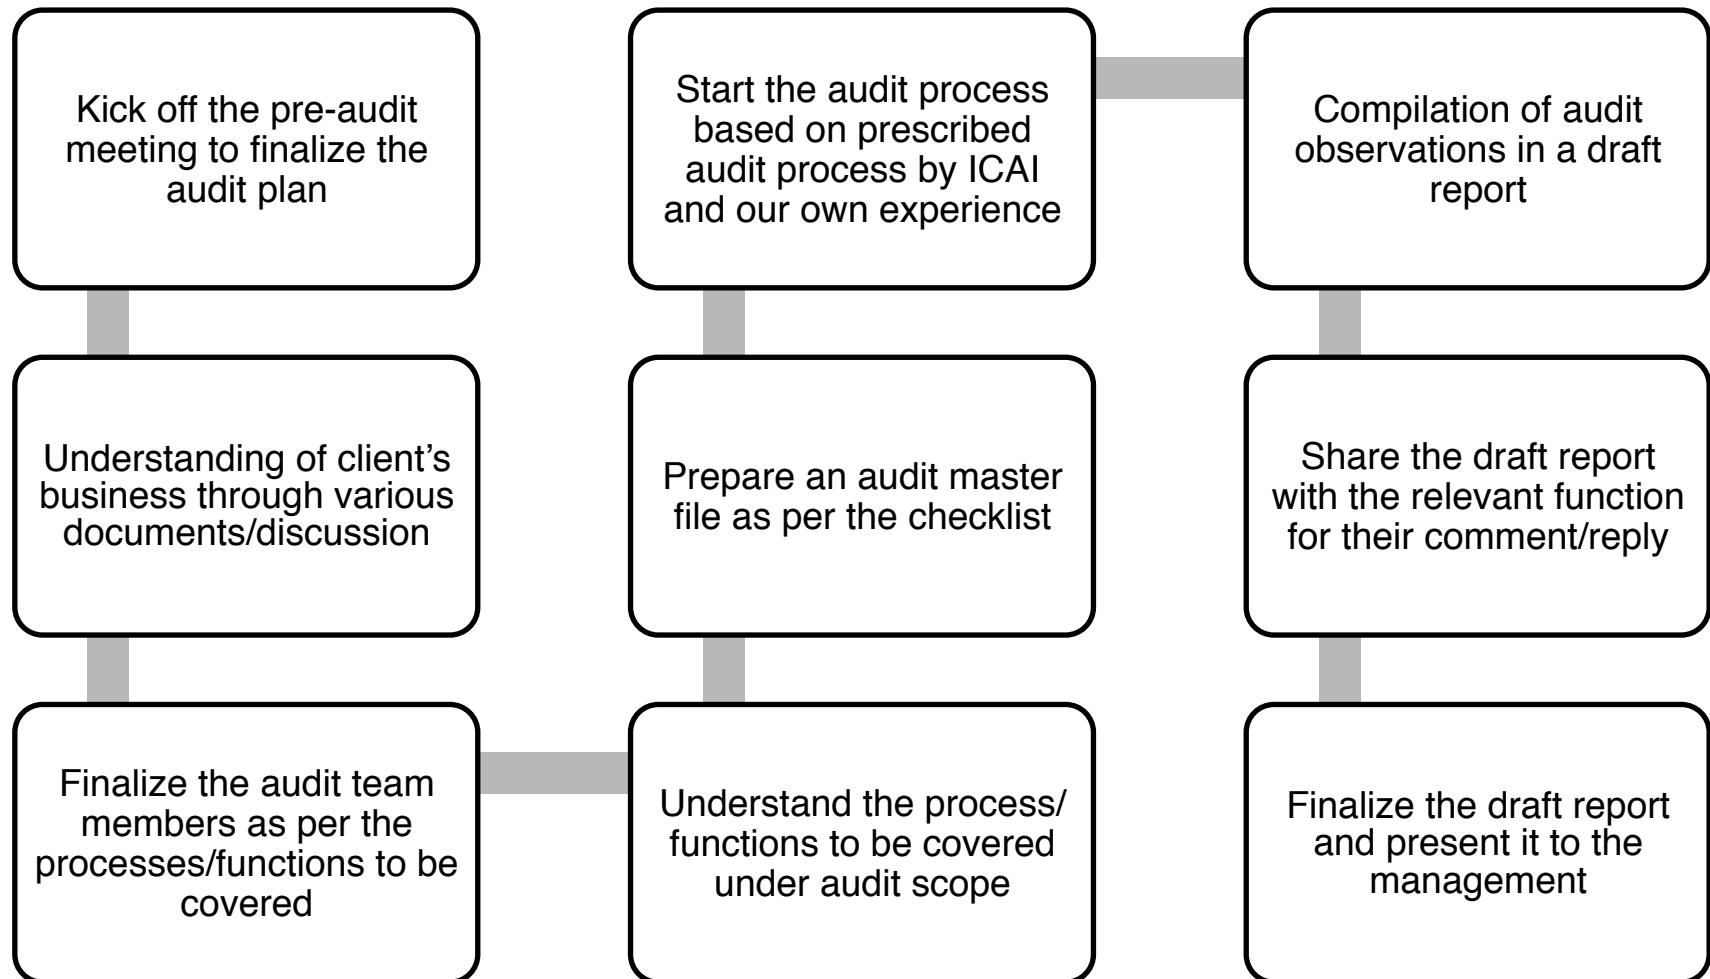 Kick off the pre-audit
meeting to finalize the
audit plan
Understanding of client’s
business through various
documents/discussion
Finalize the audit team
members as per the
processes/functions to be
covered
Understand the process/
functions to be covered
under audit scope
Prepare an audit master
file as per the checklist
Start the audit process
based on prescribed
audit process by ICAI
and our own experience
Compilation of audit
observations in a draft
report
Share the draft report
with the relevant function
for their comment/reply
Finalize the draft report
and present it to the
management